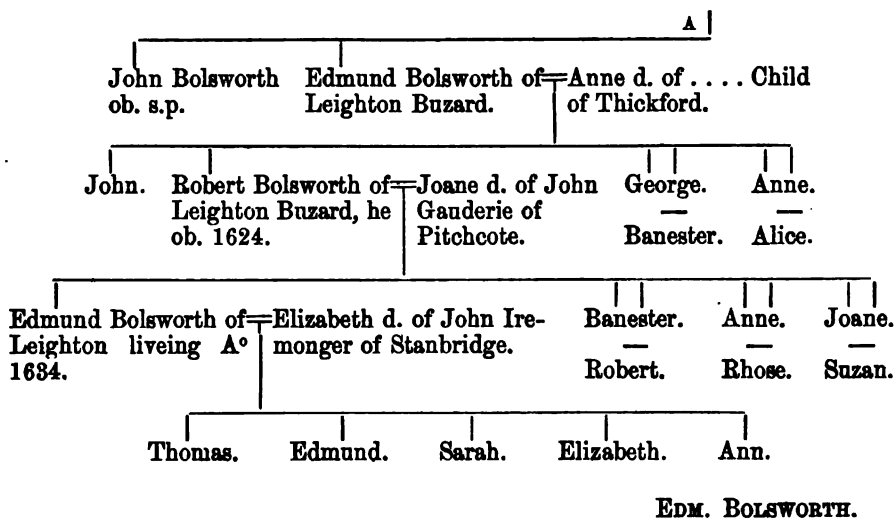 A
John Bolsworth Edmund Bolsworth of Anne d. of .... Child
ob. s.p. Leighton Buzard. of Thickford.
John. Robert Bolsworth of Joane d. of John George. Anne.
Leighton Buzard, he Gauderie of — —
ob. 1624. Pitchcote. Banester. Alice.
Edmund Bolsworth of Elizabeth d. of John Ire- Banester. Anne. Joane.
Leighton liveing Aº monger of Stanbridge. — — —
1634. Robert. Rhose. Suzan.
Thomas. Edmund. Sarah. Elizabeth. Ann.
EDM. BOLSWORTH.